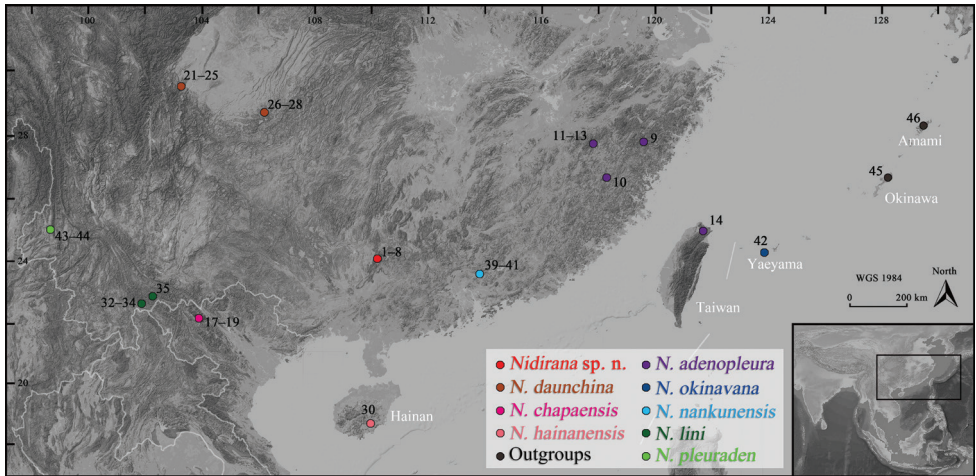 100 104 108 112 116 120 124 128
21–25
26–28
28
11–13
9
46
Amami
10
45
Okinawa
43–44
14
42
Yaeyama
1–8
24
39–41
35
32–34
17–19
WGS 1984
North
0 200 km
Taiwan
20
30
Hainan
Nidirana sp. n.
N. daunchina
N. chapaensis
N. hainanensis
Outgroups
N. adenopleura
N. okinavana
N. nankunensis
N. lini
N. pleuraden